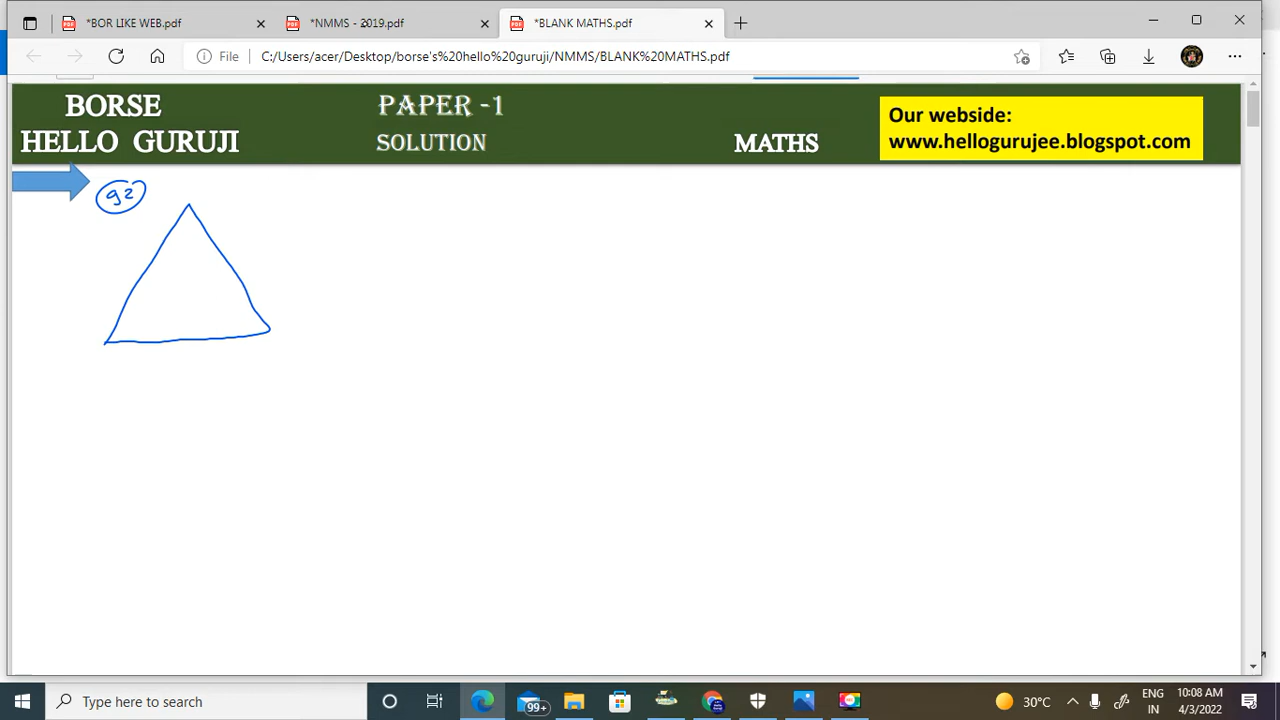 *BOR LIKE WEB.pdf
*NMMS - 2019.pdf
*BLANK MATHS.pdf
File
C:/Users/acer/Desktop/borse's%20hello%20guruji/NMMS/BLANK%20MATHS.pdf
BORSE
HELLO GURUJI
PAPER -1
SOLUTION
MATHS
Our webside:
www.hellogurujee.blogspot.com
92
Type here to search
99+
30°C
ENG
IN
10:08 AM
4/3/2022